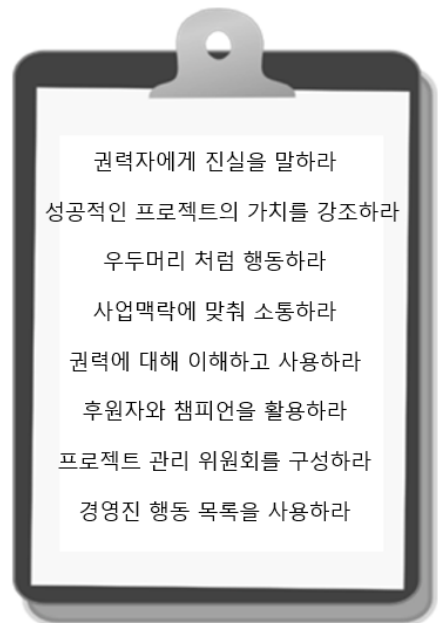 권력자에게 진실을 말하라
성공적인 프로젝트의 가치를 강조하라
우두머리 처럼 행동하라
사업맥락에 맞춰 소통하라
권력에 대해 이해하고 사용하라
후원자와 챔피언을 활용하라
프로젝트 관리 위원회를 구성하라
경영진 행동 목록을 사용하라